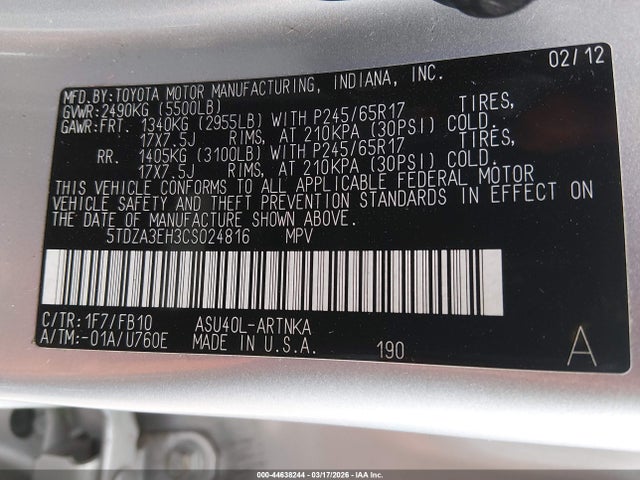 02/12
MFD.BY:TOYOTA MOTOR MANUFACTURING, INDIANA, INC.
GVWR:2490KG (5500LB)
GAWR:FRT. 1340KG (2955LB) WITH P245/65R17 TIRES,
17X7.5J RIMS, AT 210KPA (30PSI) COLD.
RR. 1405KG (3100LB) WITH P245/65R17 TIRES,
17X7.5J RIMS, AT 210KPA (30PSI) COLD.
THIS VEHICLE CONFORMS TO ALL APPLICABLE FEDERAL MOTOR
VEHICLE SAFETY AND THEFT PREVENTION STANDARDS IN EFFECT ON
THE DATE OF MANUFACTURE SHOWN ABOVE.
5TDZA3EH3CS024816 MPV
C/TR:1F7/FB10 ASU40L-ARTNKA
A/TM:-01A/U760E MADE IN U.S.A. 190 A
000-44638244 - 03/17/2026 - IAA Inc.